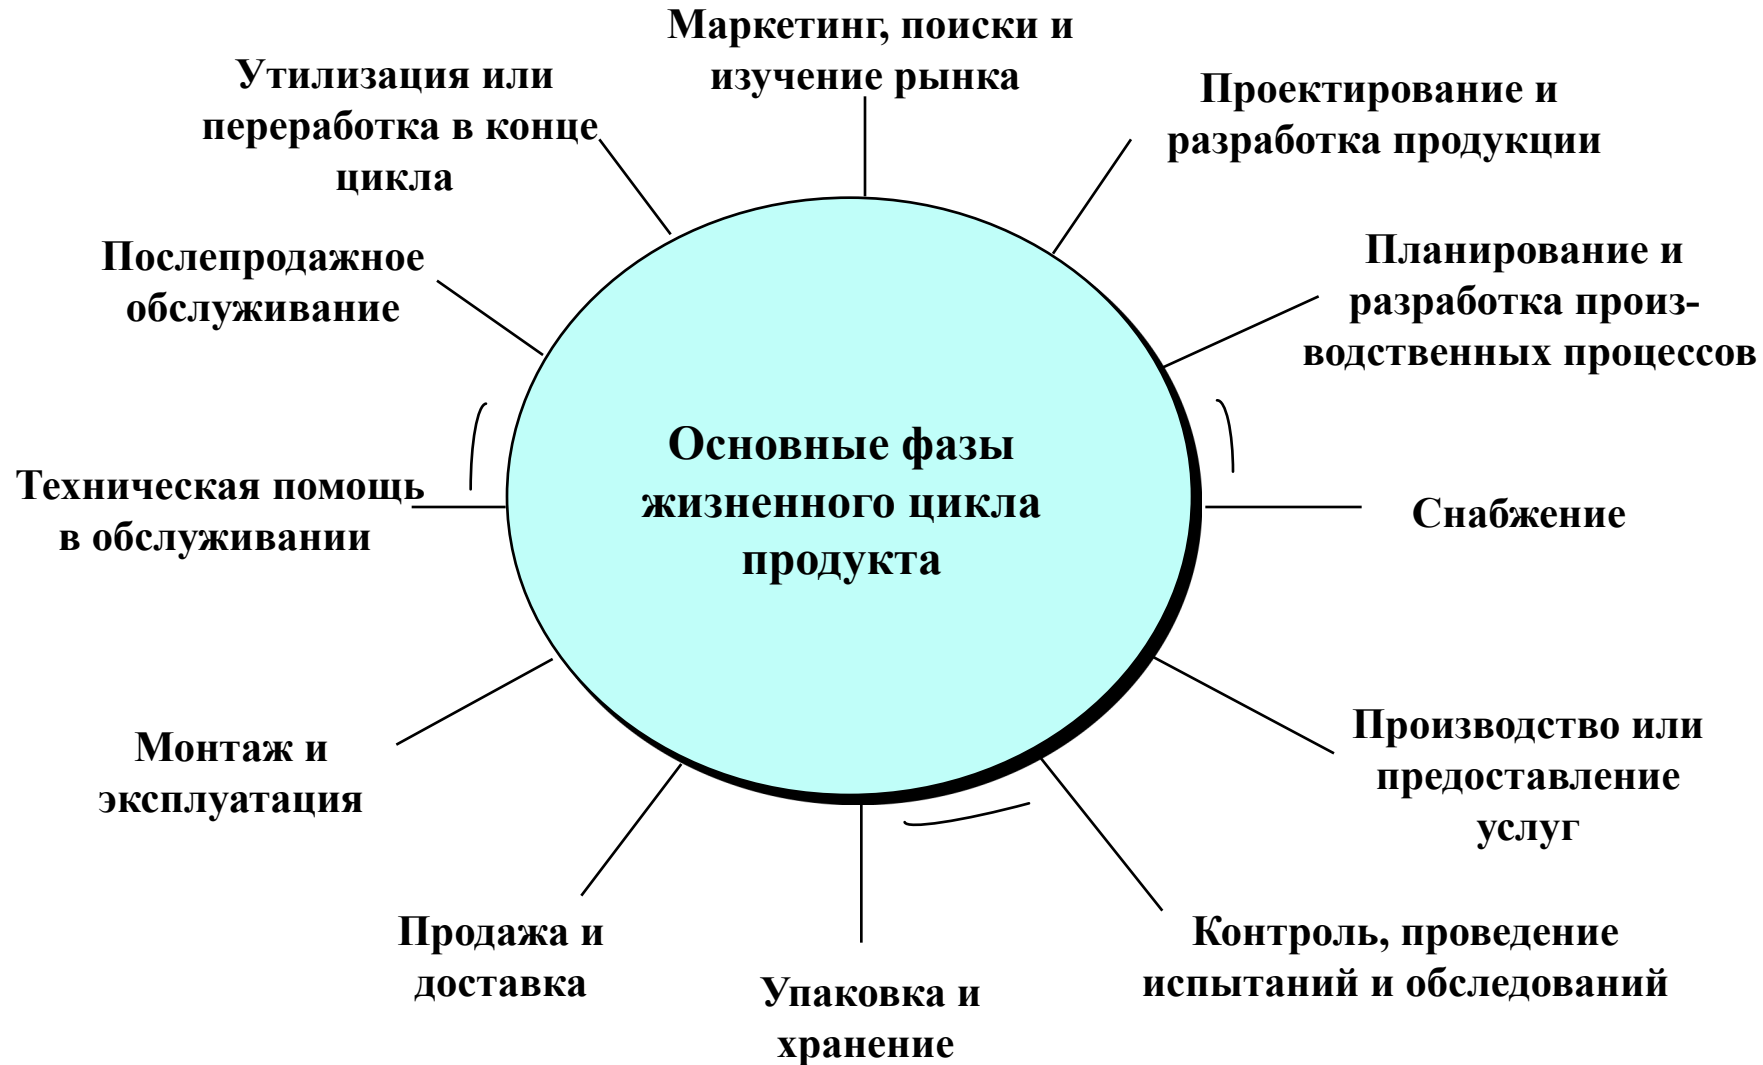 Маркетинг, поиски и
изучение рынка
Проектирование и
разработка продукции
Планирование и
разработка произ-
водственных процессов
Снабжение
Производство или
предоставление
услуг
Контроль, проведение
испытаний и обследований
Упаковка и
хранение
Продажа и
доставка
Монтаж и
эксплуатация
Техническая помощь
в обслуживании
Послепродажное
обслуживание
Утилизация или
переработка в конце
цикла
Основные фазы
жизненного цикла
продукта